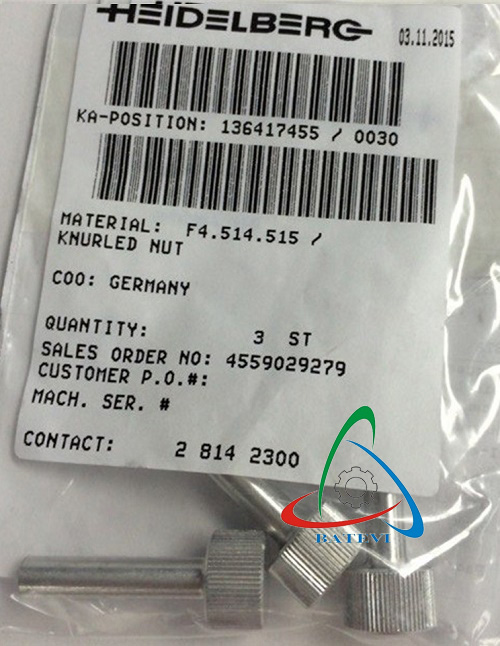 HEIDELBERG
03.11.2015
KA-POSITION: 136417455 / 0030
MATERIAL: F4.514.515 /
KNURLED NUT
COO: GERMANY
QUANTITY: 3 ST
SALES ORDER NO: 4559029279
CUSTOMER P.O.#:
MACH. SER. #
CONTACT: 2 814 2300
BATEVI